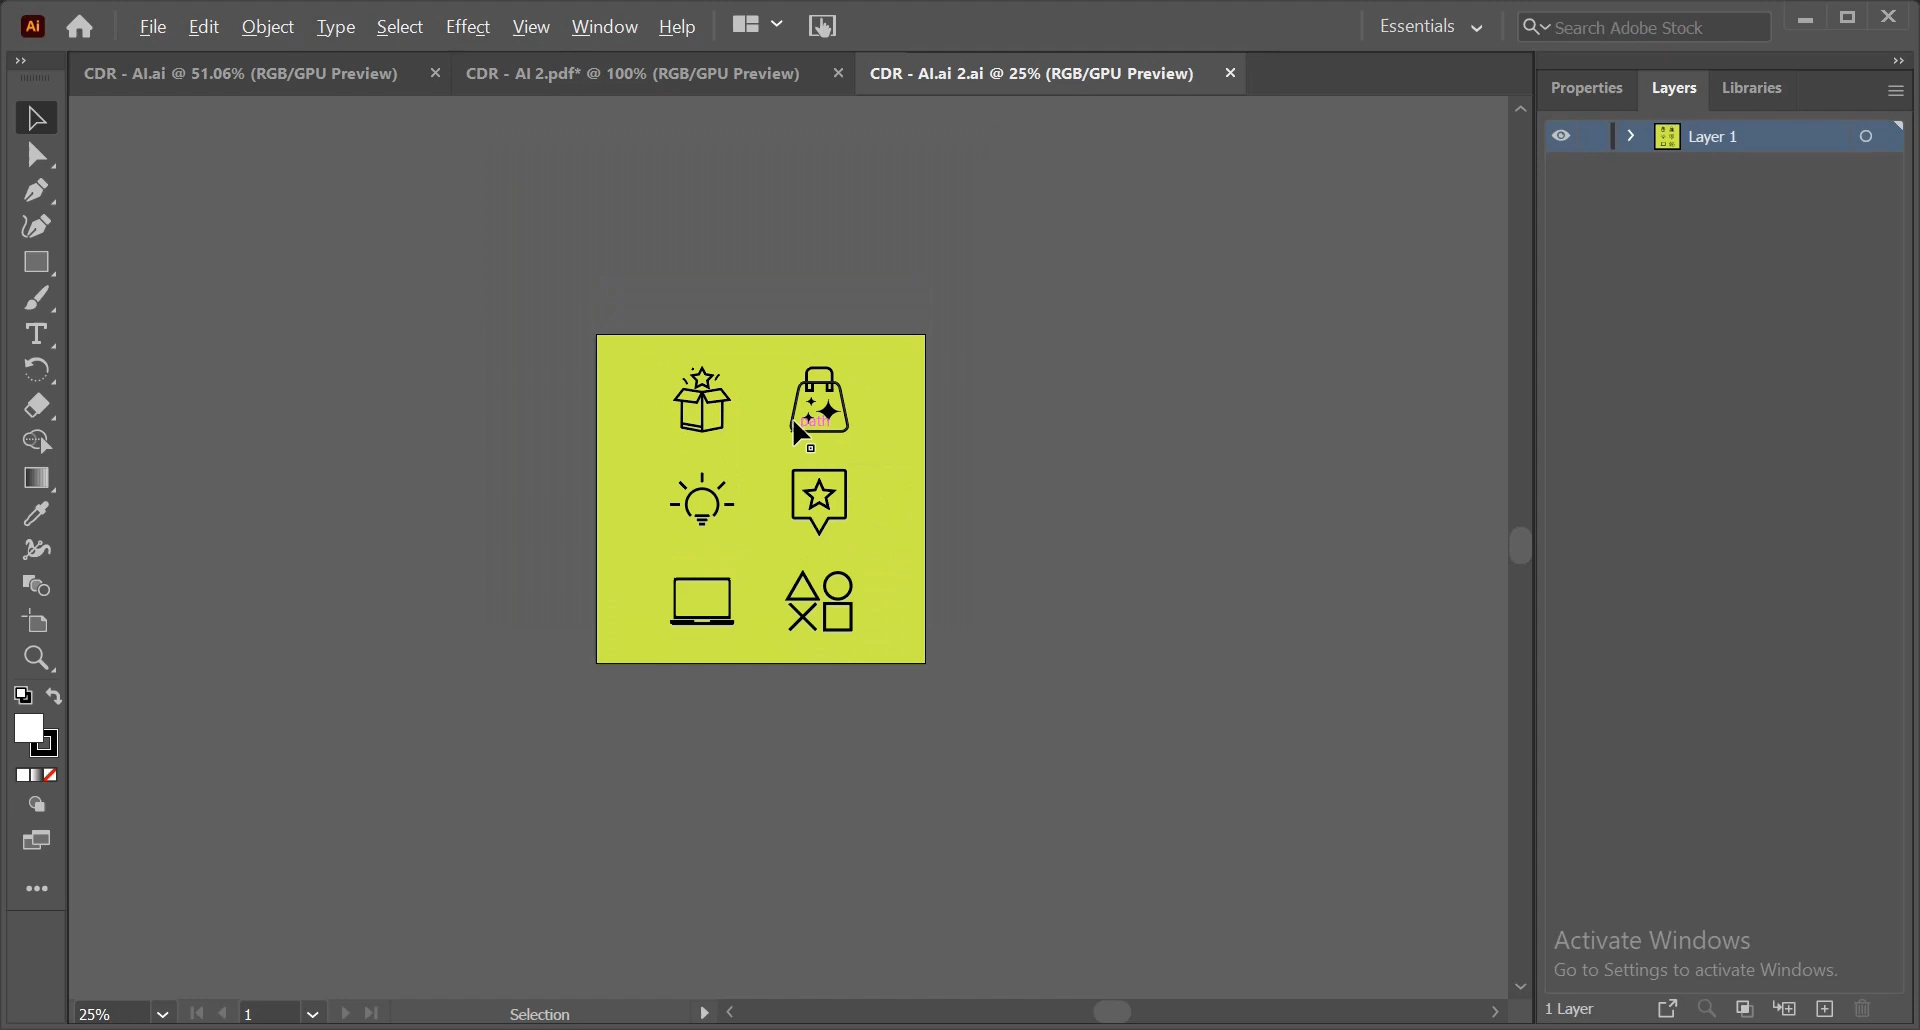 Ai File Edit Object Type Select Effect View Window Help Essentials Search Adobe Stock
CDR - AI.ai @ 51.06% (RGB/GPU Preview) CDR - AI 2.pdf* @ 100% (RGB/GPU Preview) CDR - AI.ai 2.ai @ 25% (RGB/GPU Preview)
Properties Layers Libraries
Layer 1
path
Activate Windows
Go to Settings to activate Windows.
25% 1 Selection 1 Layer